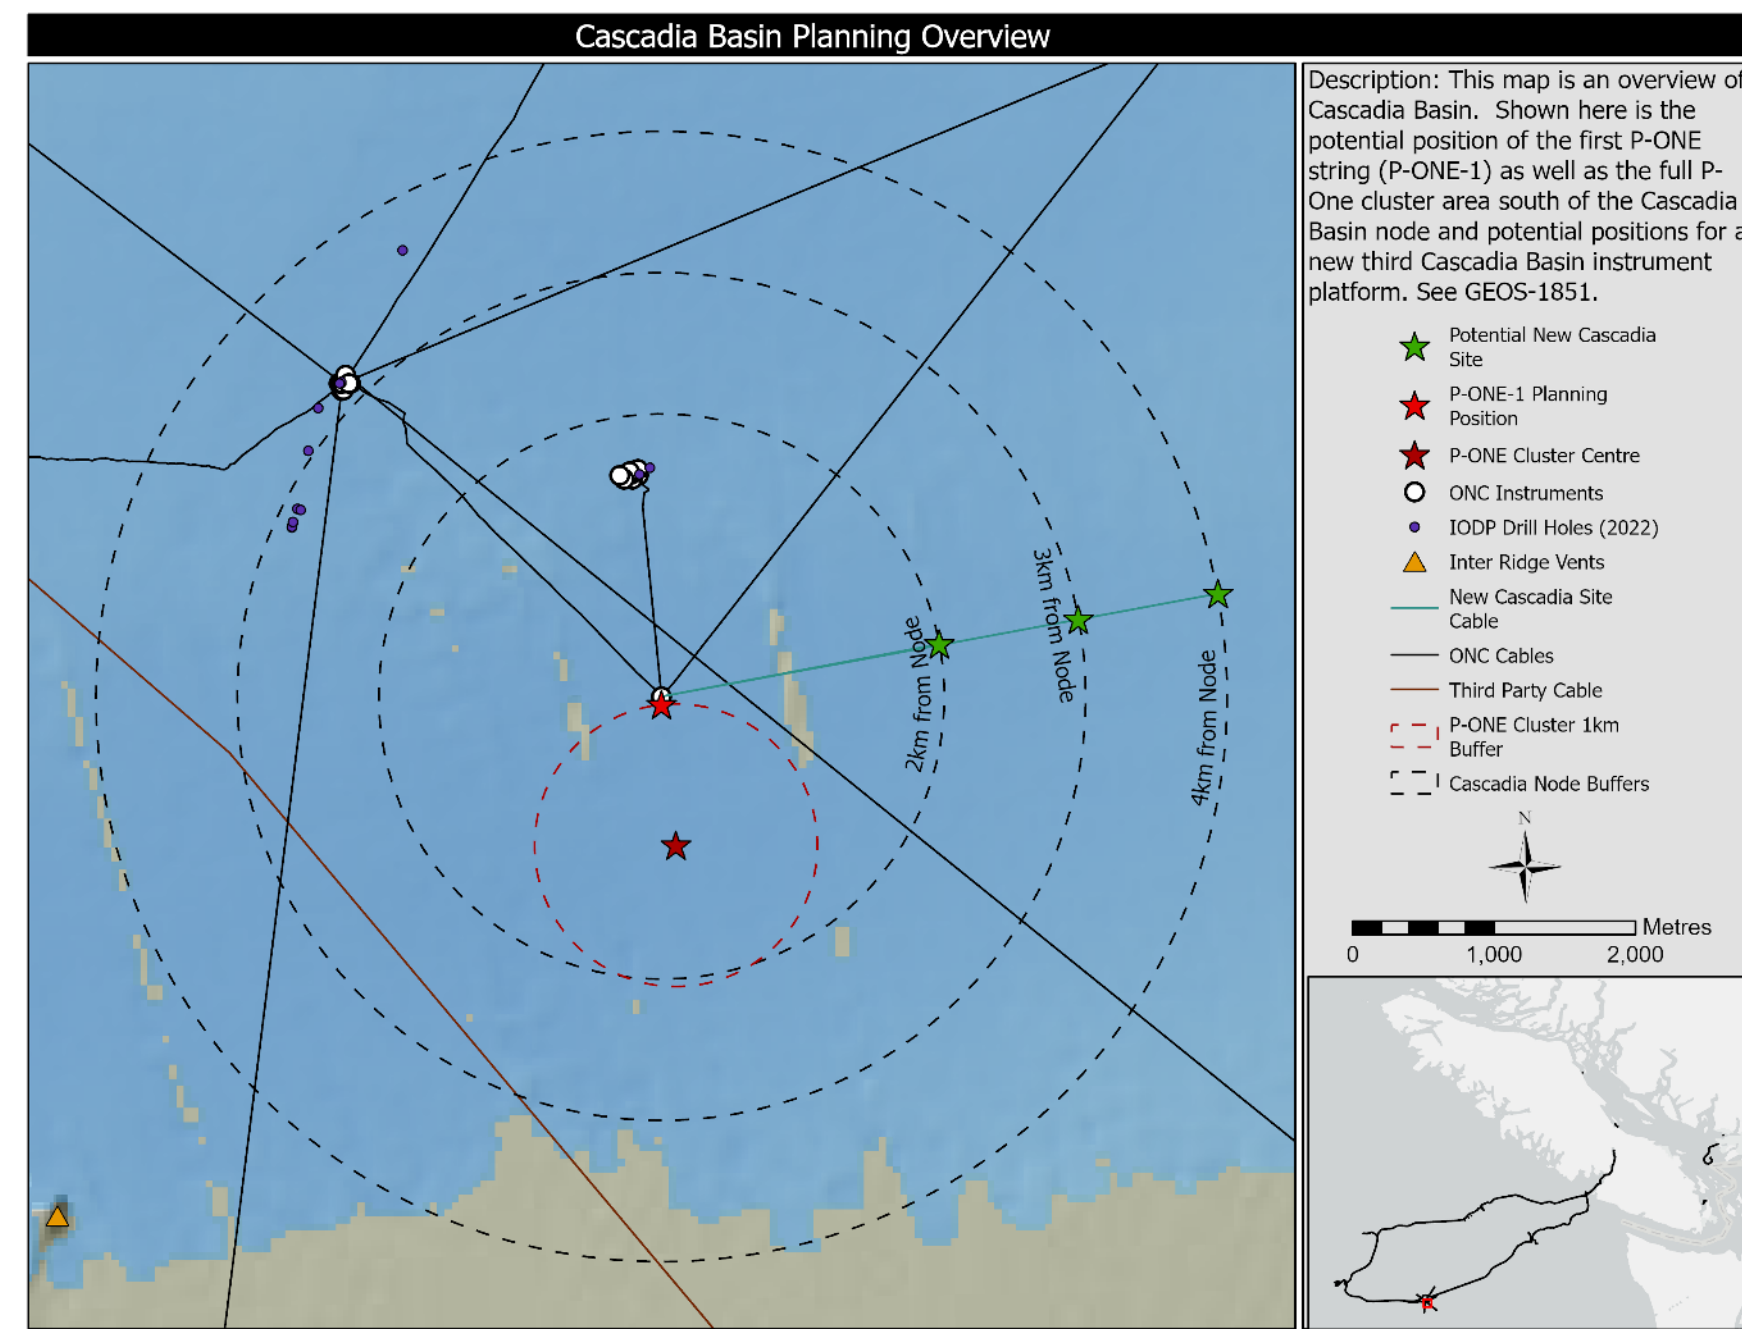 Cascadia Basin Planning Overview
Description: This map is an overview of
Cascadia Basin. Shown here is the
potential position of the first P-ONE
string (P-ONE-1) as well as the full P-
One cluster area south of the Cascadia
Basin node and potential positions for a
new third Cascadia Basin instrument
platform. See GEOS-1851.
Potential New Cascadia
Site
P-ONE-1 Planning
Position
P-ONE Cluster Centre
ONC Instruments
IODP Drill Holes (2022)
Inter Ridge Vents
New Cascadia Site
Cable
ONC Cables
Third Party Cable
P-ONE Cluster 1km
Buffer
Cascadia Node Buffers
N
Metres
0 1,000 2,000
2km from Node
3km from Node
4km from Node